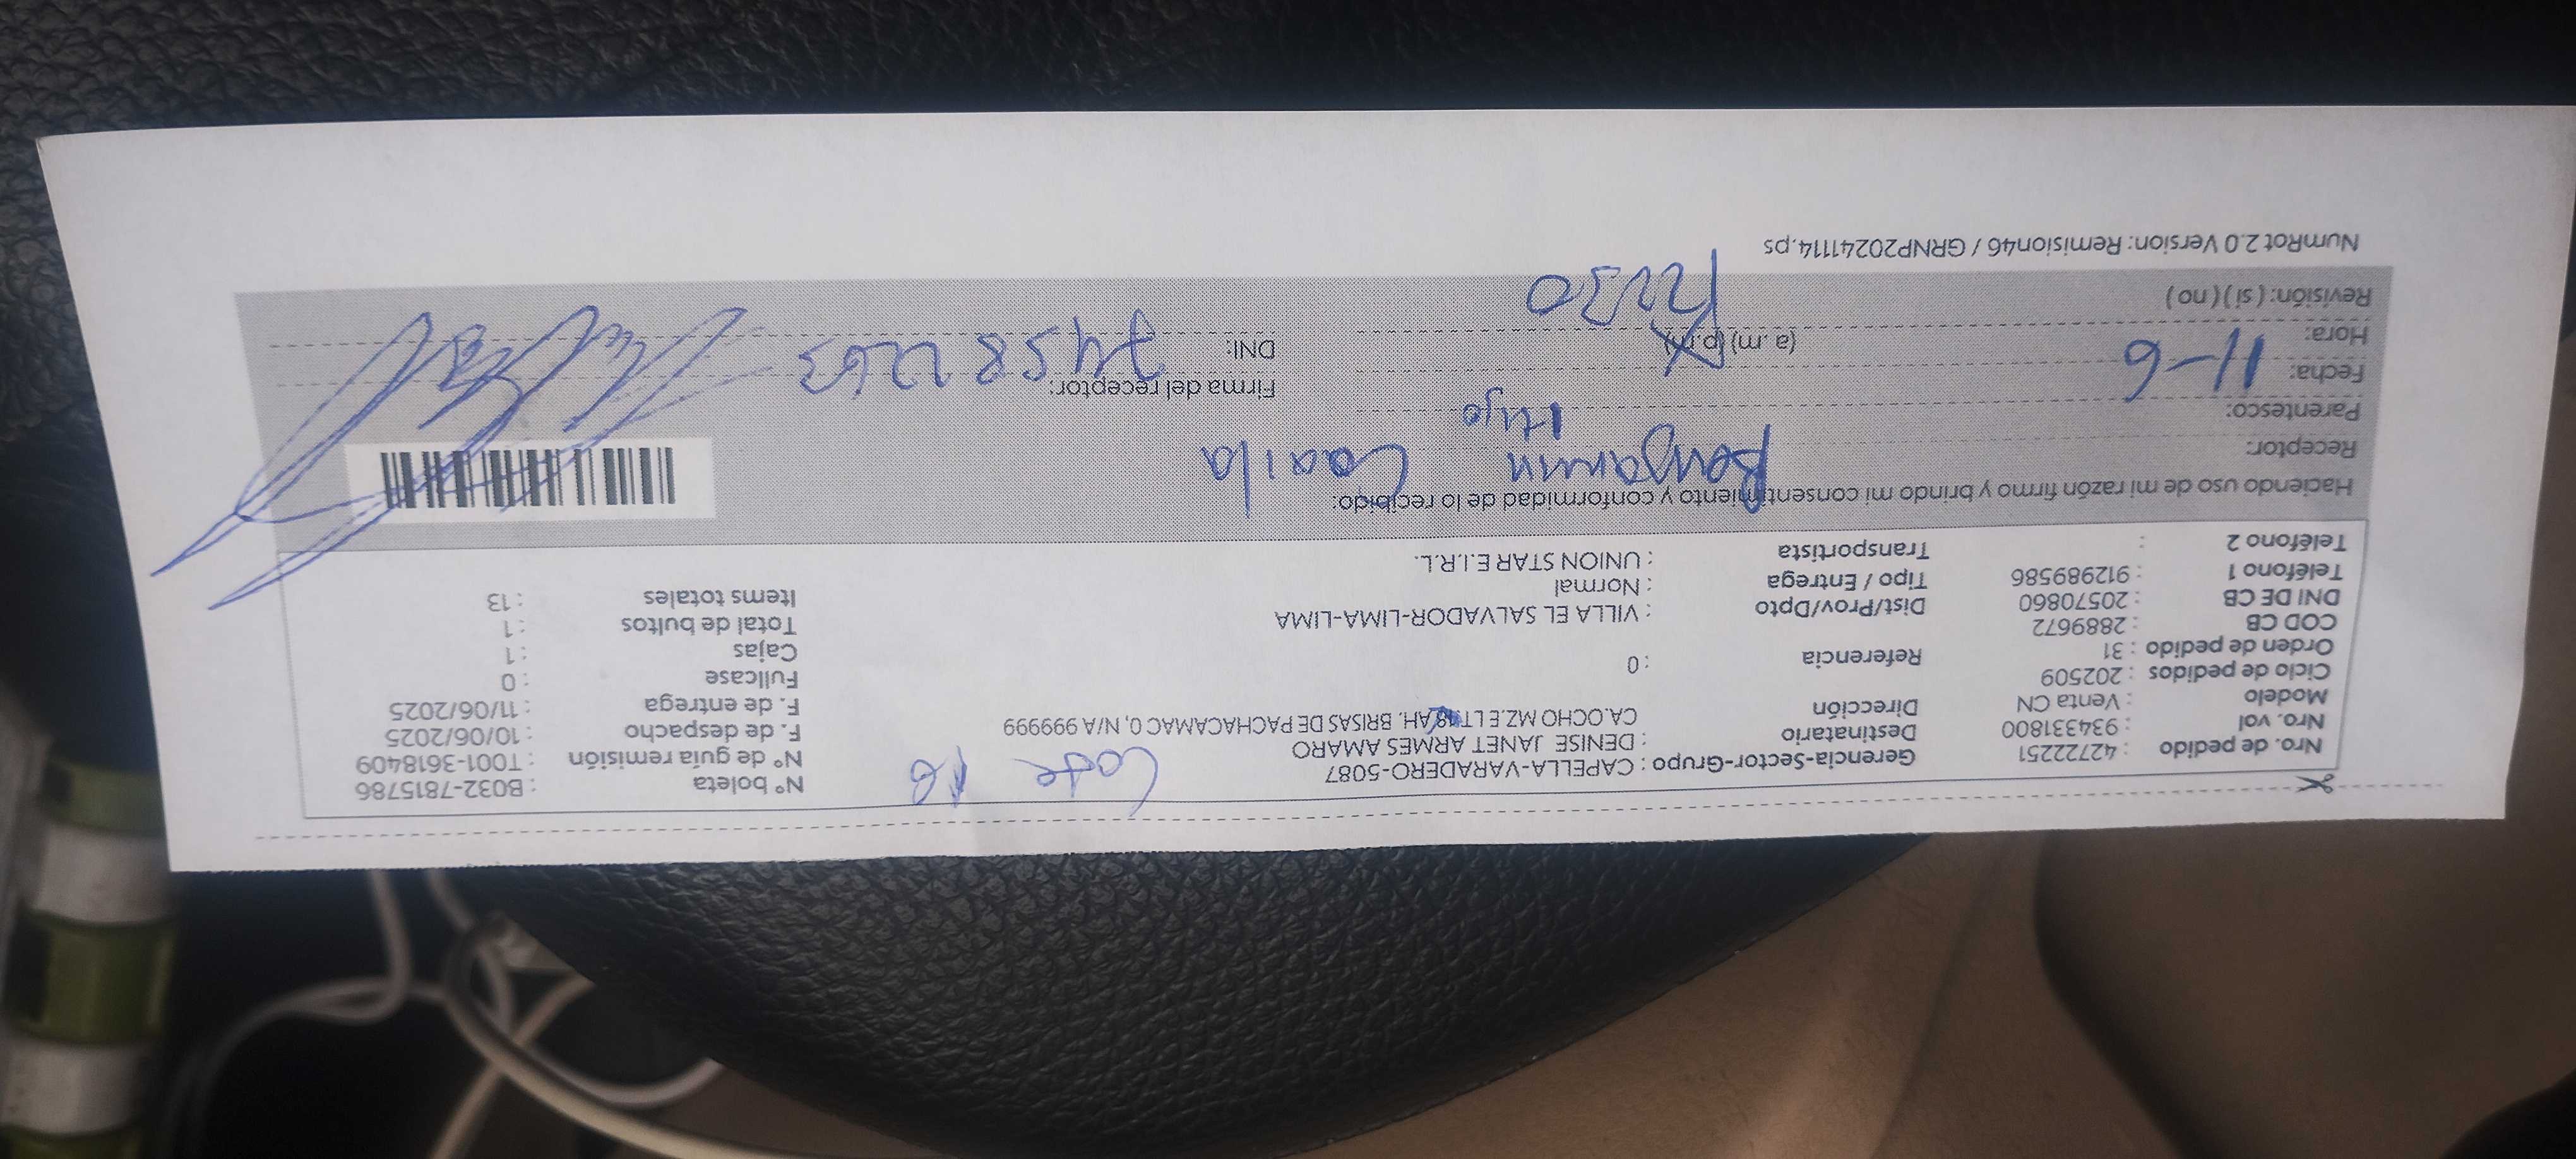 Nro. de pedido : 42722251 Gerencia-Sector-Grupo : CAPELLA-VARADERO-5087 Lote 18 N° boleta : B032-7815786
Nro. vol : 934331800 Destinatario : DENISE JANET ARMES AMARO N° de guía remisión : T001-3618409
Modelo : Venta CN Dirección CA.OCHO MZ.E LT AH. BRISAS DE PACHACAMAC 0, N/A 999999 F. de despacho : 10/06/2025
Ciclo de pedidos : 202509 F. de entrega : 11/06/2025
Orden de pedido : 31 Referencia : 0 Fullcase : 0
COD CB : 2889672 Cajas : 1
DNI DE CB : 20570860 Dist/Prov/Dpto : VILLA EL SALVADOR-LIMA-LIMA Total de bultos : 1
Teléfono 1 : 912989586 Tipo / Entrega : Normal Items totales : 13
Teléfono 2 : Transportista : UNION STAR E.I.R.L.
Haciendo uso de mi razón firmo y brindo mi consentimiento y conformidad de lo recibido:
Receptor: Benjamin Ccaila
Parentesco: Hijo
Fecha: 11-6 Firma del receptor:
Hora: (a.m) (p.m) DNI: 74581263
Revisión: ( si ) ( no ) 1230
NumRot 2.0 Version: Remision46 / GRNP20241114.ps